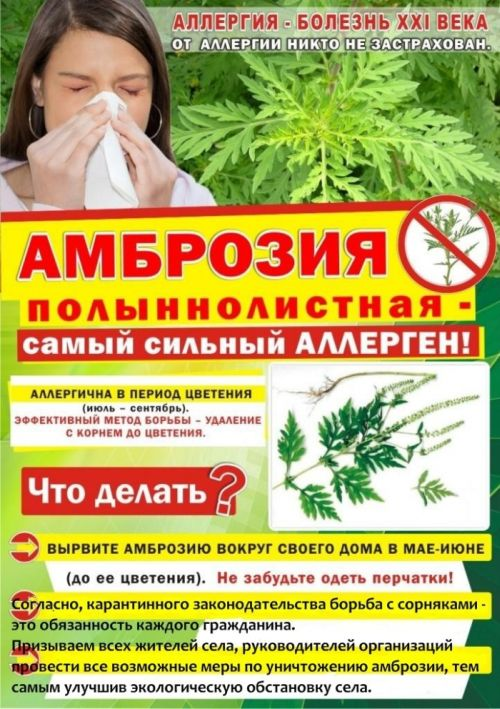 АЛЛЕРГИЯ - БОЛЕЗНЬ XXI ВЕКА
ОТ АЛЛЕРГИИ НИКТО НЕ ЗАСТРАХОВАН.
АМБРОЗИЯ
ПОЛЫННОЛИСТНАЯ -
САМЫЙ СИЛЬНЫЙ АЛЛЕРГЕН!
АЛЛЕРГИЧНА В ПЕРИОД ЦВЕТЕНИЯ
(июль – сентябрь).
ЭФФЕКТИВНЫЙ МЕТОД БОРЬБЫ – УДАЛЕНИЕ
С КОРНЕМ ДО ЦВЕТЕНИЯ.
Что делать?
ВЫРВИТЕ АМБРОЗИЮ ВОКРУГ СВОЕГО ДОМА В МАЕ-ИЮНЕ
(до ее цветения). Не забудьте одеть перчатки!
Согласно, карантинного законодательства борьба с сорняками -
это обязанность каждого гражданина.
Призываем всех жителей села, руководителей организаций
провести все возможные меры по уничтожению амброзии, тем
самым улучшив экологическую обстановку села.